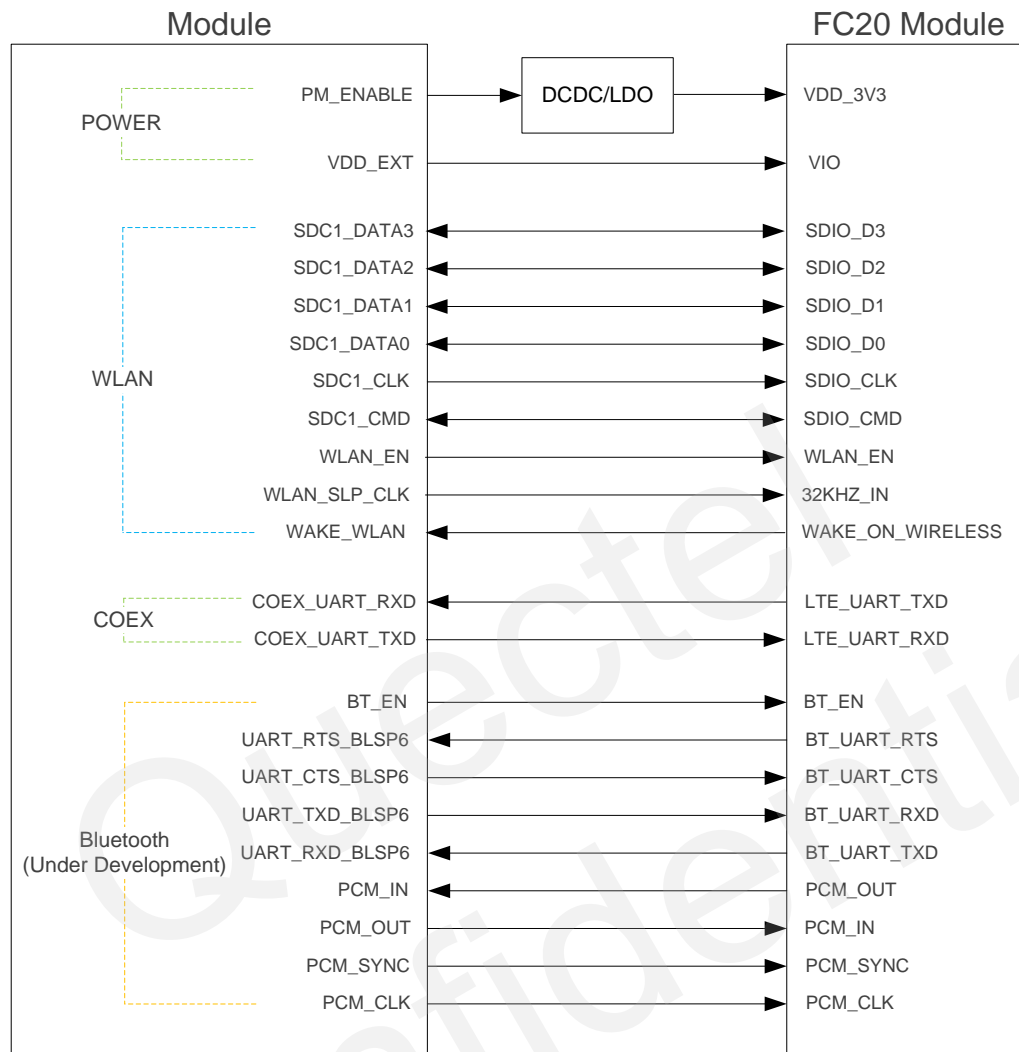 Module FC20 Module
PM_ENABLE DCDC/LDO VDD_3V3
POWER
VDD_EXT VIO
SDC1_DATA3 SDIO_D3
SDC1_DATA2 SDIO_D2
SDC1_DATA1 SDIO_D1
SDC1_DATA0 SDIO_D0
WLAN SDC1_CLK SDIO_CLK
SDC1_CMD SDIO_CMD
WLAN_EN WLAN_EN
WLAN_SLP_CLK 32KHZ_IN
WAKE_WLAN WAKE_ON_WIRELESS
COEX_UART_RXD LTE_UART_TXD
COEX
COEX_UART_TXD LTE_UART_RXD
BT_EN BT_EN
UART_RTS_BLSP6 BT_UART_RTS
UART_CTS_BLSP6 BT_UART_CTS
UART_TXD_BLSP6 BT_UART_RXD
Bluetooth
(Under Development)
UART_RXD_BLSP6 BT_UART_TXD
PCM_IN PCM_OUT
PCM_OUT PCM_IN
PCM_SYNC PCM_SYNC
PCM_CLK PCM_CLK
Quectel